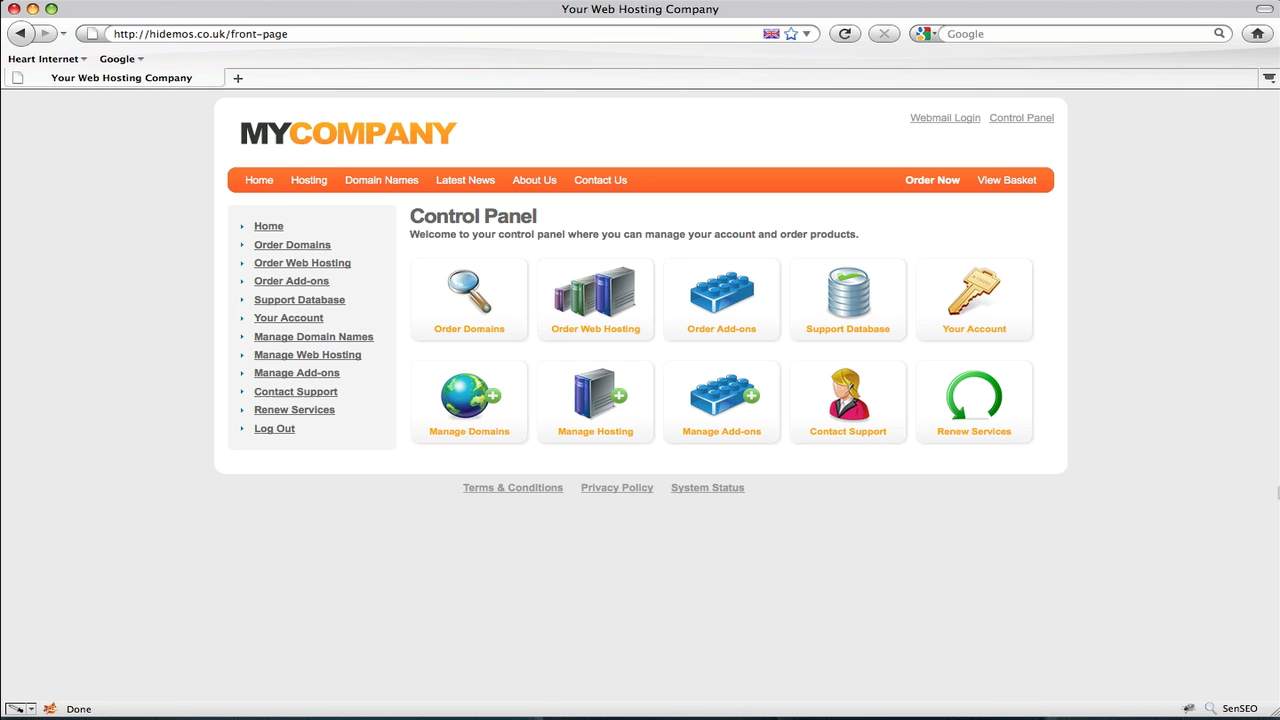 Your Web Hosting Company
http://hidemos.co.uk/front-page
Google
Heart Internet
Google
Your Web Hosting Company
Webmail Login
Control Panel
MYCOMPANY
Home
Hosting
Domain Names
Latest News
About Us
Contact Us
Order Now
View Basket
Home
Order Domains
Order Web Hosting
Order Add-ons
Support Database
Your Account
Manage Domain Names
Manage Web Hosting
Manage Add-ons
Contact Support
Renew Services
Log Out
Control Panel
Welcome to your control panel where you can manage your account and order products.
Order Domains
Order Web Hosting
Order Add-ons
Support Database
Your Account
Manage Domains
Manage Hosting
Manage Add-ons
Contact Support
Renew Services
Terms & Conditions
Privacy Policy
System Status
Done
SenSEO